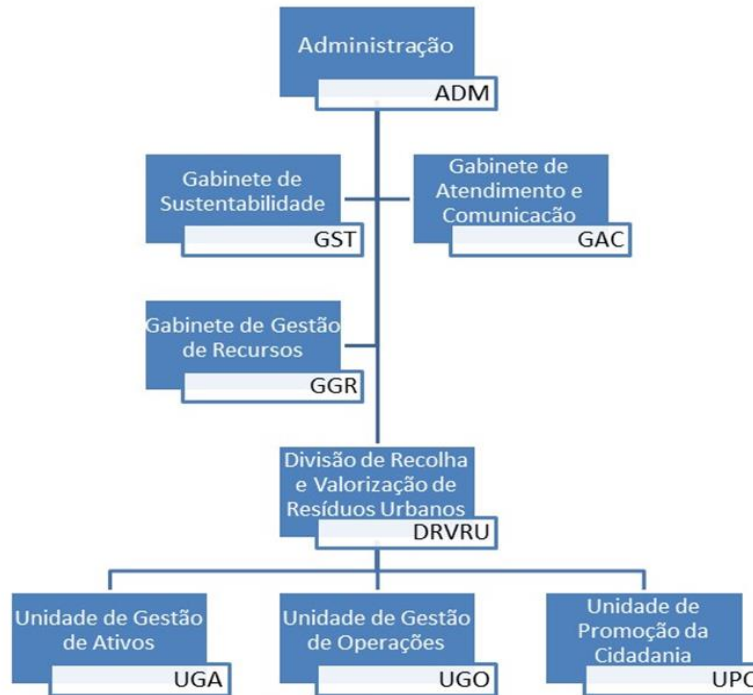 Administração
ADM
Gabinete de
Sustentabilidade
GST
Gabinete de
Atendimento e
Comunicacão
GAC
Gabinete de Gestão
de Recursos
GGR
Divisão de Recolha
e Valorização de
Resíduos Urbanos
DRVRU
Unidade de Gestão
de Ativos
UGA
Unidade de Gestão
de Operações
UGO
Unidade de
Promoção da
Cidadania
UPC